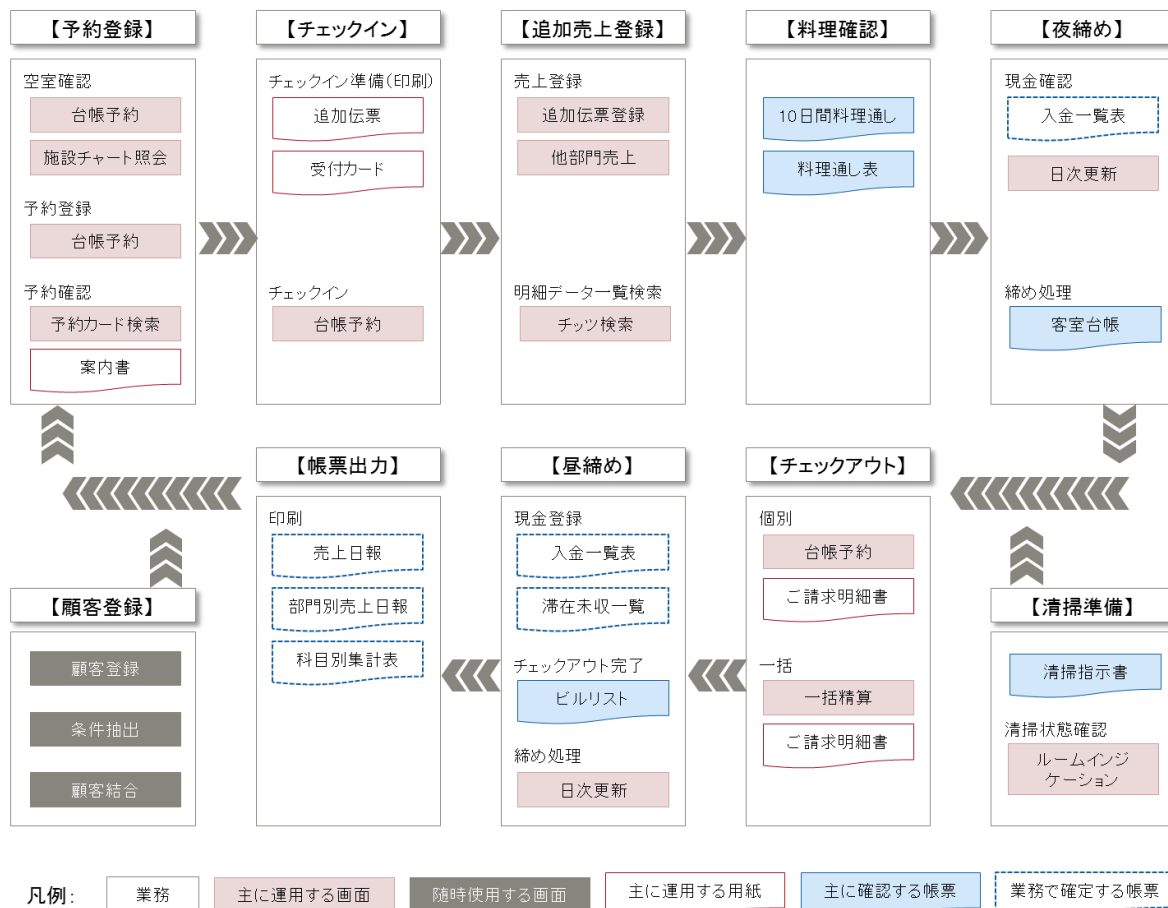 【予約登録】
空室確認
台帳予約
施設チャート照会
予約登録
台帳予約
予約確認
予約カード検索
案内書
【チェックイン】
チェックイン準備(印刷)
追加伝票
受付カード
チェックイン
台帳予約
【追加売上登録】
売上登録
追加伝票登録
他部門売上
明細データ一覧検索
チッツ検索
【料理確認】
10日間料理通し
料理通し表
【夜締め】
現金確認
入金一覧表
日次更新
締め処理
客室台帳
【帳票出力】
印刷
売上日報
部門別売上日報
科目別集計表
【昼締め】
現金登録
入金一覧表
滞在未収一覧
チェックアウト完了
ビルリスト
締め処理
日次更新
【チェックアウト】
個別
台帳予約
ご請求明細書
一括
一括精算
ご請求明細書
【顧客登録】
顧客登録
条件抽出
顧客結合
【清掃準備】
清掃指示書
清掃状態確認
ルームインジ
ケーション
凡例:
業務
主に運用する画面
随時使用する画面
主に運用する用紙
主に確認する帳票
業務で確定する帳票